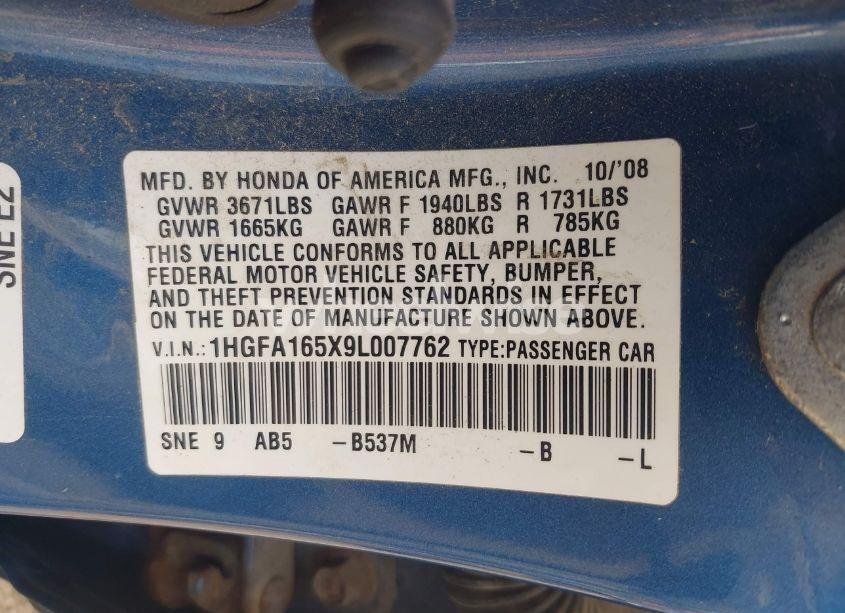 MFD. BY HONDA OF AMERICA MFG., INC. 10/'08
GVWR 3671LBS GAWR F 1940LBS R 1731LBS
GVWR 1665KG GAWR F 880KG R 785KG
THIS VEHICLE CONFORMS TO ALL APPLICABLE
FEDERAL MOTOR VEHICLE SAFETY, BUMPER,
AND THEFT PREVENTION STANDARDS IN EFFECT
ON THE DATE OF MANUFACTURE SHOWN ABOVE.
V.I.N.: 1HGFA165X9L007762 TYPE:PASSENGER CAR
SNE 9 AB5 -B537M -B -L
SNE E2